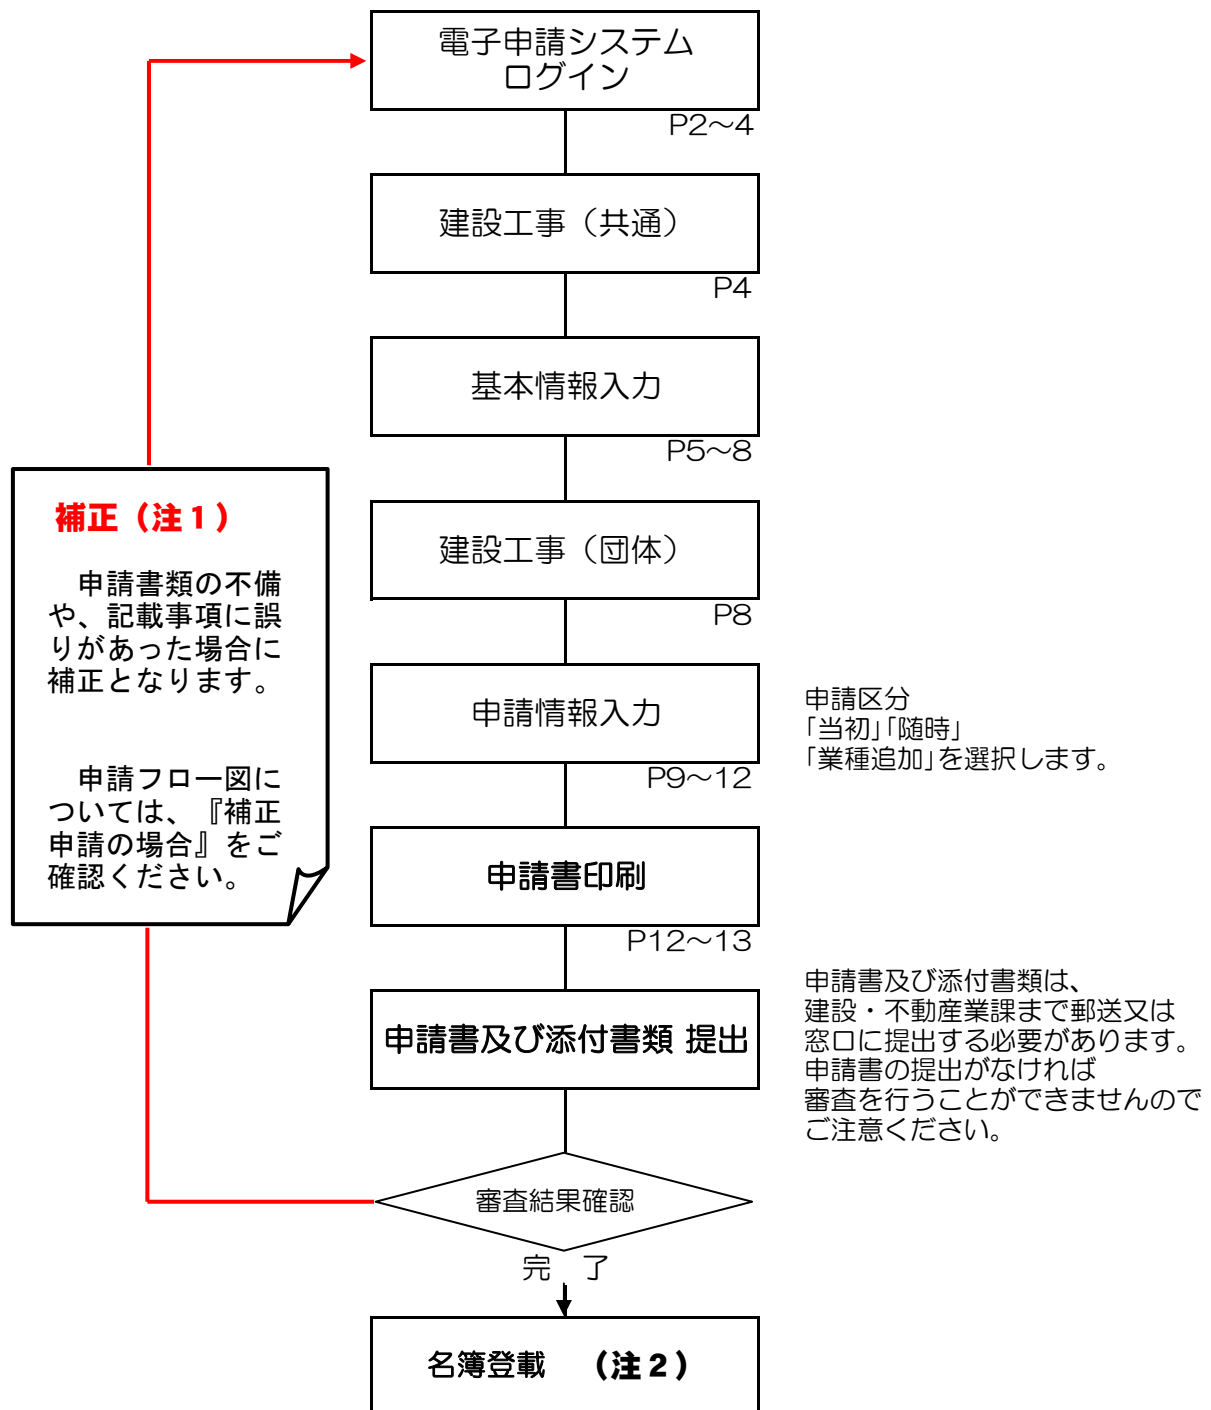 電子申請システム
ログイン
P2～4
建設工事（共通）
P4
基本情報入力
P5～8
補正（注１）
申請書類の不備
や、記載事項に誤
りがあった場合に
補正となります。
申請フロー図に
ついては、『補正
申請の場合』をご
確認ください。
建設工事（団体）
P8
申請情報入力
P9～12
申請区分
「当初」「随時」
「業種追加」を選択します。
申請書印刷
P12～13
申請書及び添付書類 提出
申請書及び添付書類は、
建設・不動産業課まで郵送又は
窓口に提出する必要があります。
申請書の提出がなければ
審査を行うことができませんので
ご注意ください。
審査結果確認
完　了
名簿登載　（注２）